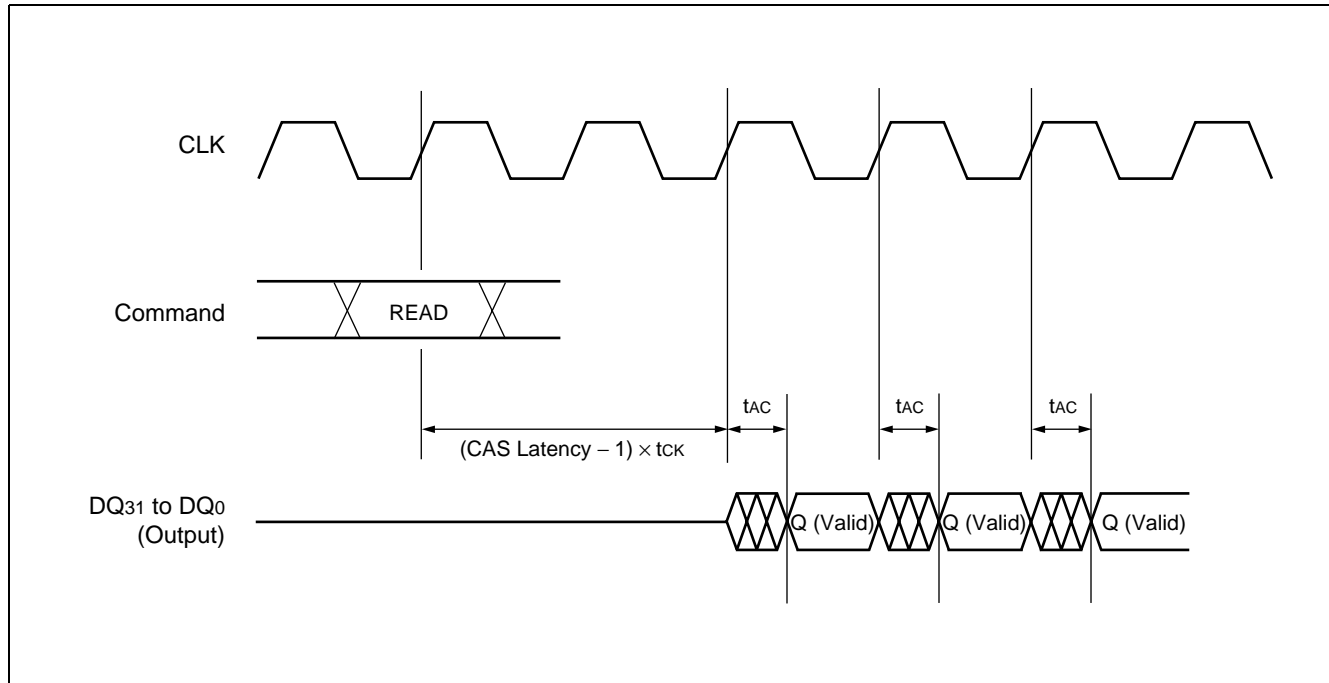 CLK
Command
READ
tAC
tAC
tAC
(CAS Latency – 1) × tCK
DQ31 to DQ0
(Output)
Q (Valid)
Q (Valid)
Q (Valid)